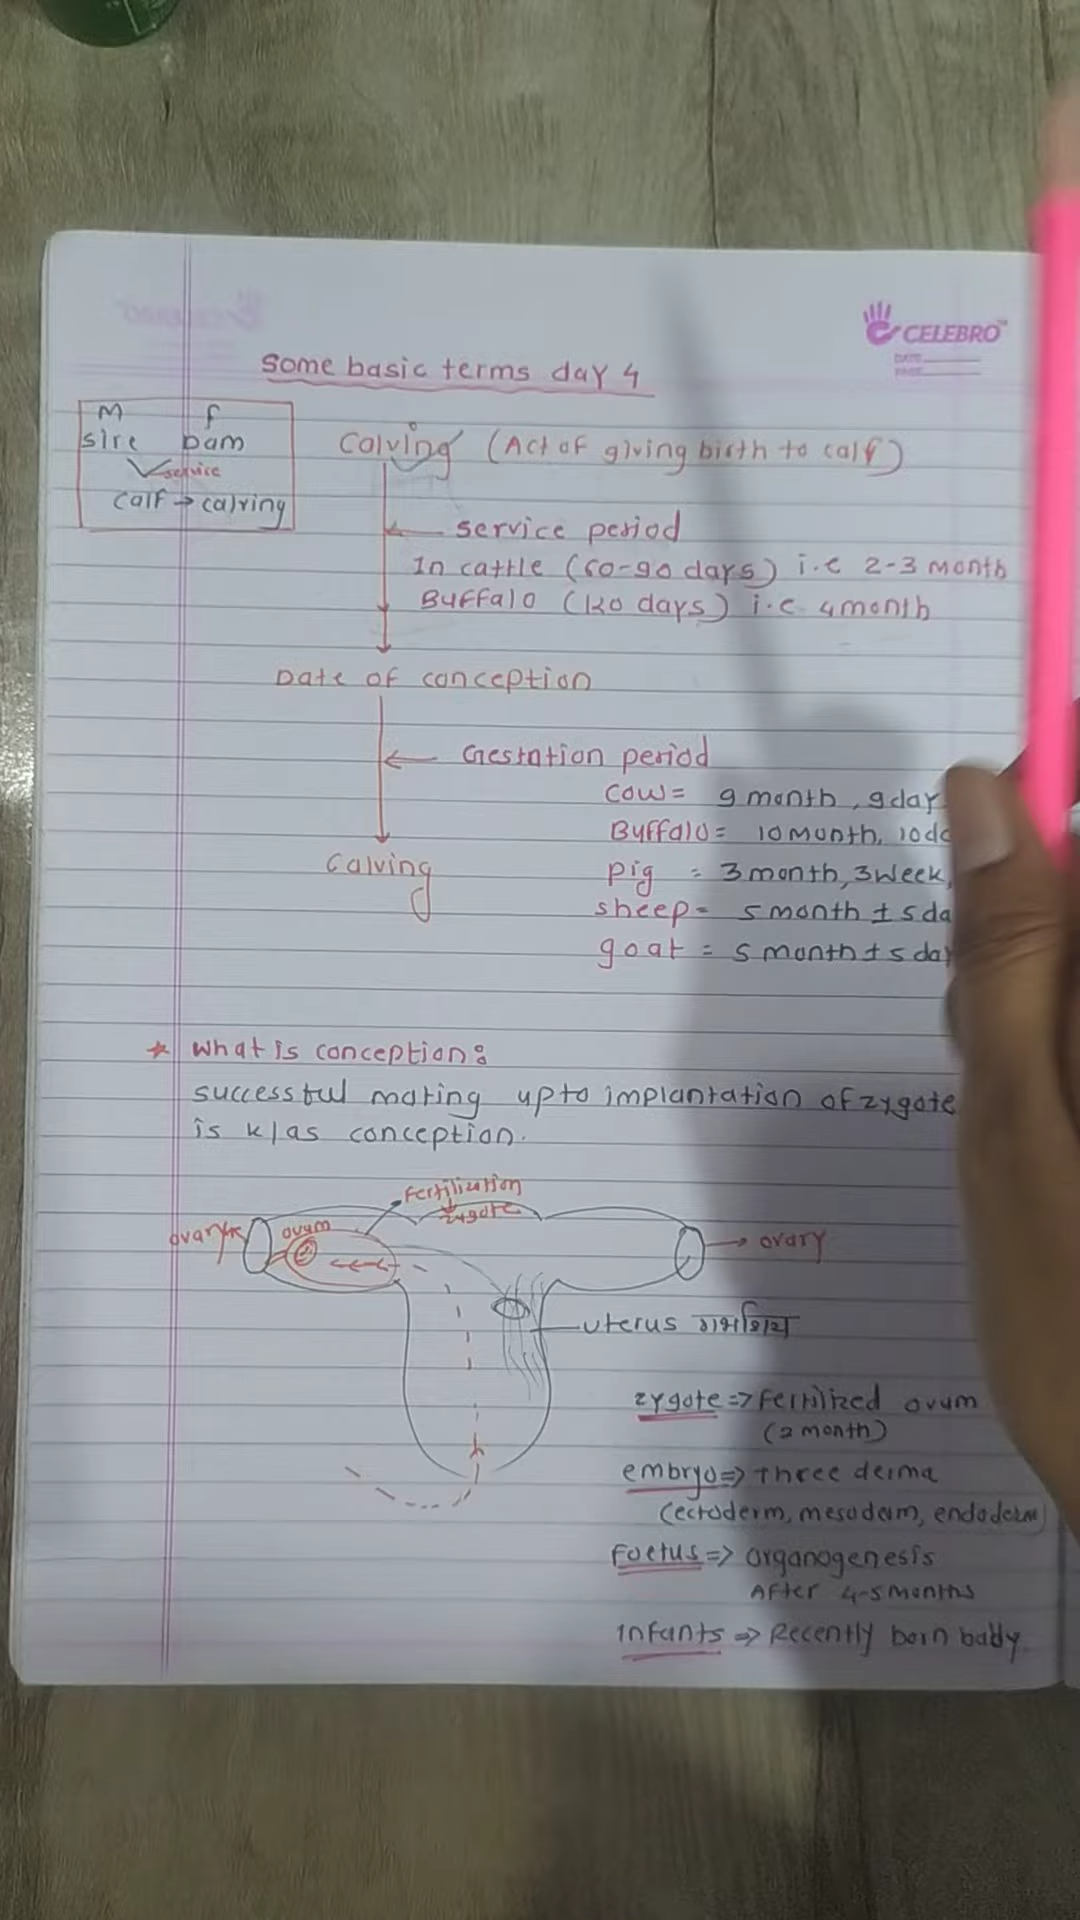 CELEBRO
DATE
PAGE
Some basic terms day 4
M f
sire Dam
service
calf → calving
Calving (Act of giving birth to calf)
service period
In cattle (60-90 days) i.e 2-3 month
Buffalo (120 days) i.e. 4 month
Date of conception
Gestation period
Cow = 9 month, 9 day
Buffalo = 10 month, 10 da
Pig = 3 month, 3 week,
sheep = 5 month ± 5 da
goat = 5 month ± 5 day
Calving
* What is conception:
successful mating upto implantation of zygote
is k/as conception.
Fertilization
zygote
ovary
ovum
→ ovary
uterus गर्भाशय
zygote => Fertilized ovum
(2 month)
embryo => three derma
(ectoderm, mesoderm, endoderm)
Foetus => organogenesis
After 4-5 months
Infants => Recently born baby